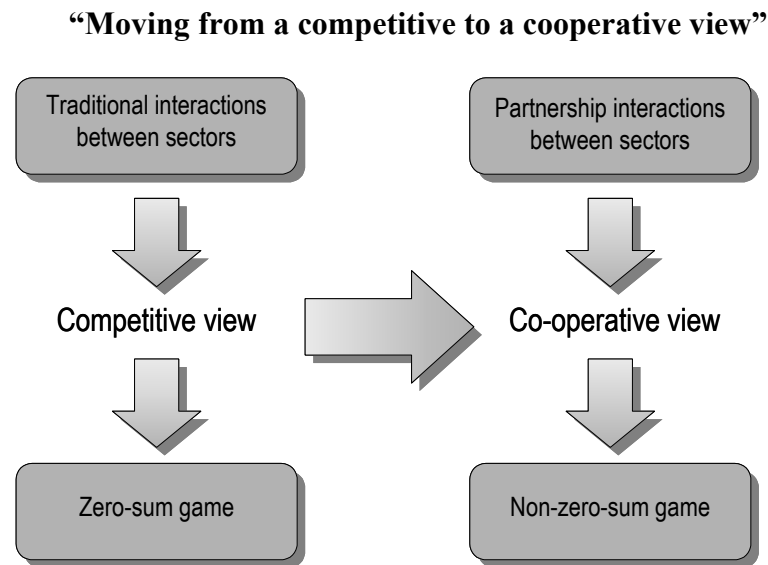 “Moving from a competitive to a cooperative view”
Traditional interactions
between sectors
Partnership interactions
between sectors
Competitive view
Co-operative view
Zero-sum game
Non-zero-sum game